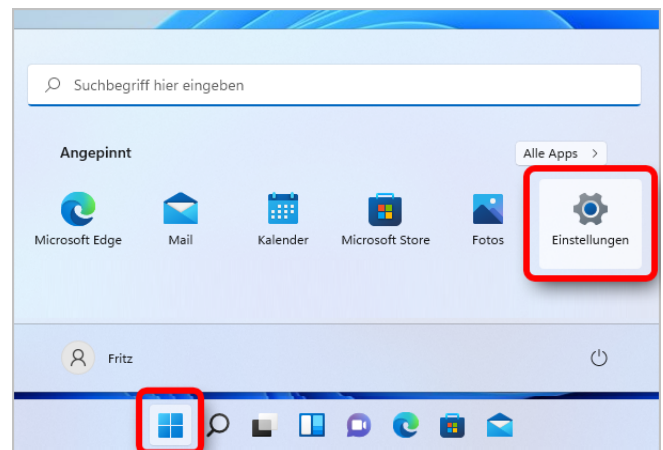 Suchbegriff hier eingeben
Angepinnt
Alle Apps >
Microsoft Edge Mail Kalender Microsoft Store Fotos Einstellungen
Fritz